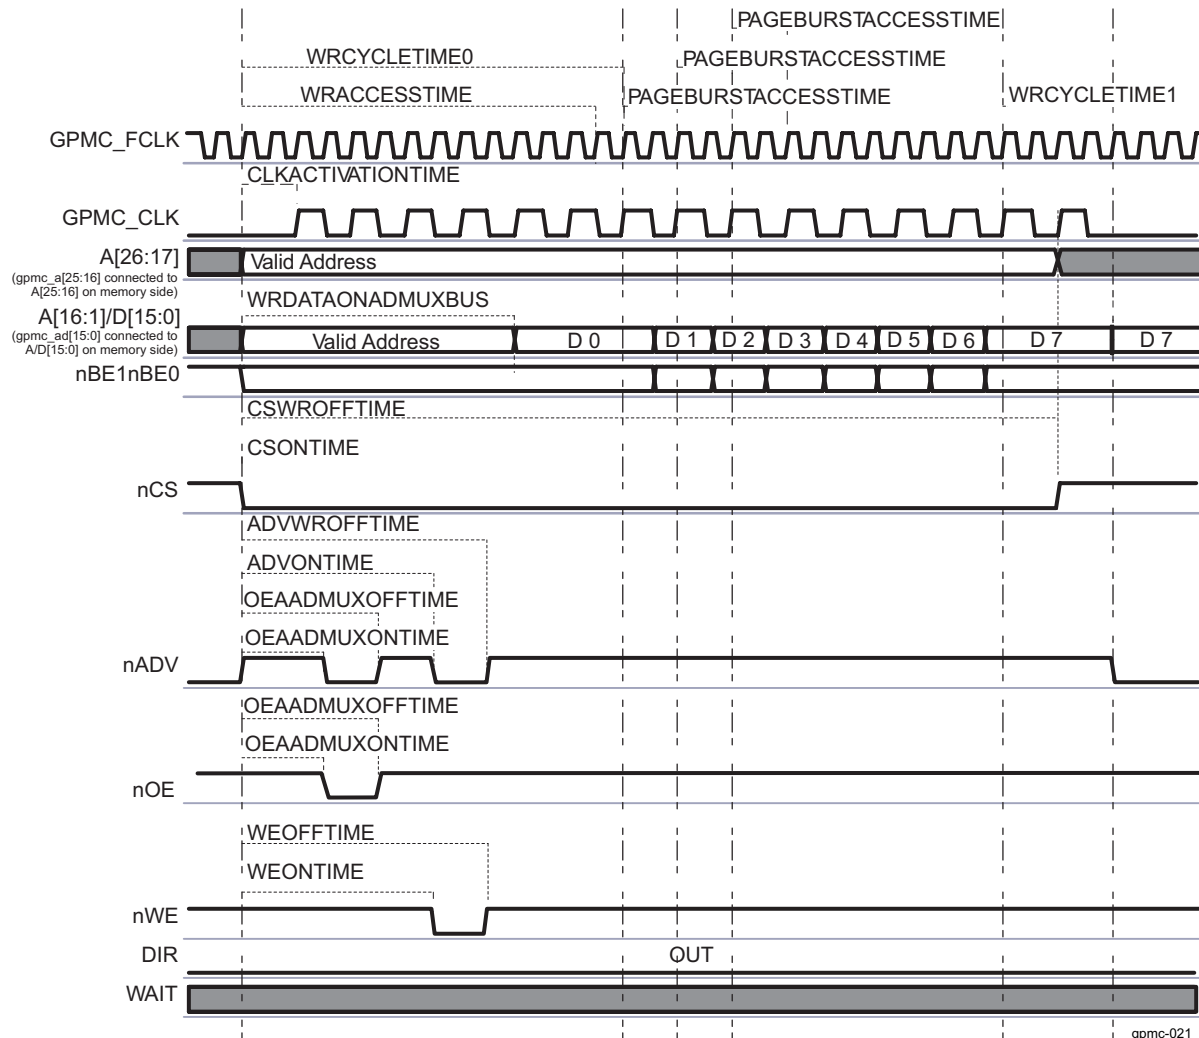 PAGEBURSTACCESSTIME
WRCYCLETIME0
PAGEBURSTACCESSTIME
WRACCESSTIME
PAGEBURSTACCESSTIME
WRCYCLETIME1
GPMC_FCLK
CLKACTIVATIONTIME
GPMC_CLK
A[26:17]
Valid Address
(gpmc_a[25:16] connected to
A[25:16] on memory side)
WRDATAONADMUXBUS
A[16:1]/D[15:0]
(gpmc_ad[15:0] connected to
A/D[15:0] on memory side)
Valid Address D 0 D 1 D 2 D 3 D 4 D 5 D 6 D 7 D 7
nBE1nBE0
CSWROFFTIME
CSONTIME
nCS
ADVWROFFTIME
ADVONTIME
OEAADMUXOFFTIME
OEAADMUXONTIME
nADV
OEAADMUXOFFTIME
OEAADMUXONTIME
nOE
WEOFFTIME
WEONTIME
nWE
DIR OUT
WAIT
gpmc-021